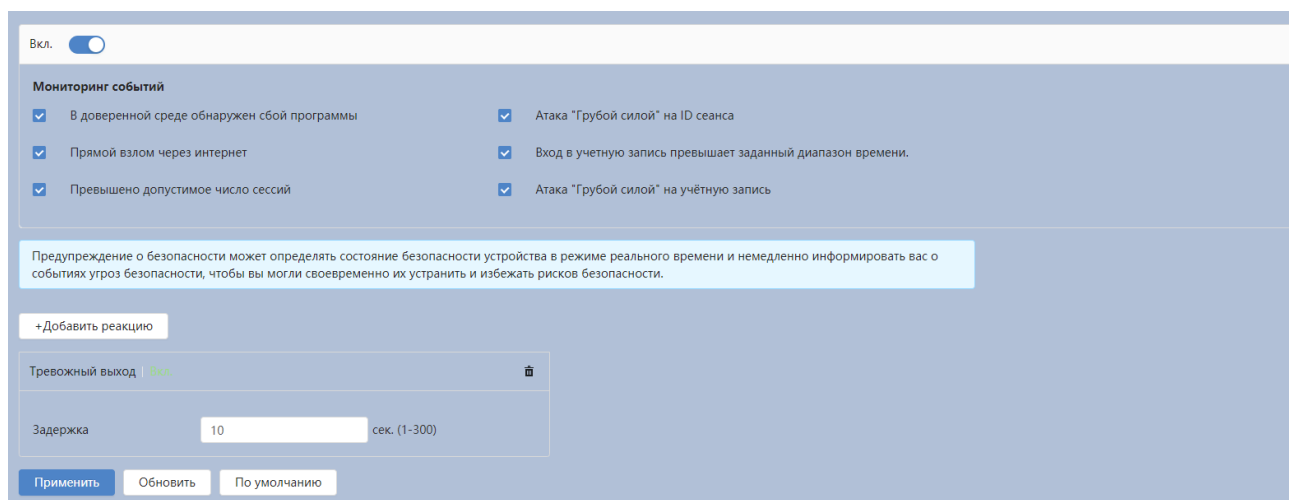 Вкл.
Мониторинг событий
В доверенной среде обнаружен сбой программы
Атака "Грубой силой" на ID сеанса
Прямой взлом через интернет
Вход в учетную запись превышает заданный диапазон времени.
Превышено допустимое число сессий
Атака "Грубой силой" на учётную запись
Предупреждение о безопасности может определять состояние безопасности устройства в режиме реального времени и немедленно информировать вас о
событиях угроз безопасности, чтобы вы могли своевременно их устранить и избежать рисков безопасности.
+Добавить реакцию
Тревожный выход |
Задержка 10 сек. (1-300)
Применить Обновить По умолчанию